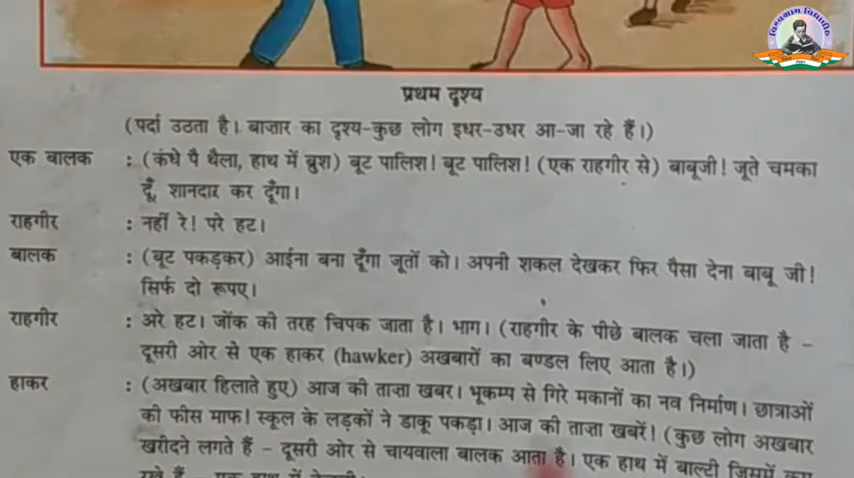 विश्वग्राम विद्यापीठ
प्रथम दृश्य
(पर्दा उठता है। बाज़ार का दृश्य-कुछ लोग इधर-उधर आ-जा रहे हैं।)
एक बालक : (कंधे पै थैला, हाथ में ब्रुश) बूट पालिश! बूट पालिश! (एक राहगीर से) बाबूजी! जूते चमका
दूँ, शानदार कर दूँगा।
राहगीर : नहीं रे! परे हट।
बालक : (बूट पकड़कर) आईना बना दूँगा जूतों को। अपनी शकल देखकर फिर पैसा देना बाबू जी!
सिर्फ दो रूपए।
राहगीर : अरे हट। जोंक की तरह चिपक जाता है। भाग। (राहगीर के पीछे बालक चला जाता है –
दूसरी ओर से एक हाकर (hawker) अखबारों का बण्डल लिए आता है।)
हाकर : (अखबार हिलाते हुए) आज की ताज़ा खबर। भूकम्प से गिरे मकानों का नव निर्माण। छात्राओं
की फीस माफ! स्कूल के लड़कों ने डाकू पकड़ा। आज की ताज़ा खबरें! (कुछ लोग अखबार
खरीदने लगते हैं – दूसरी ओर से चायवाला बालक आता है। एक हाथ में बाल्टी जिसमें कप